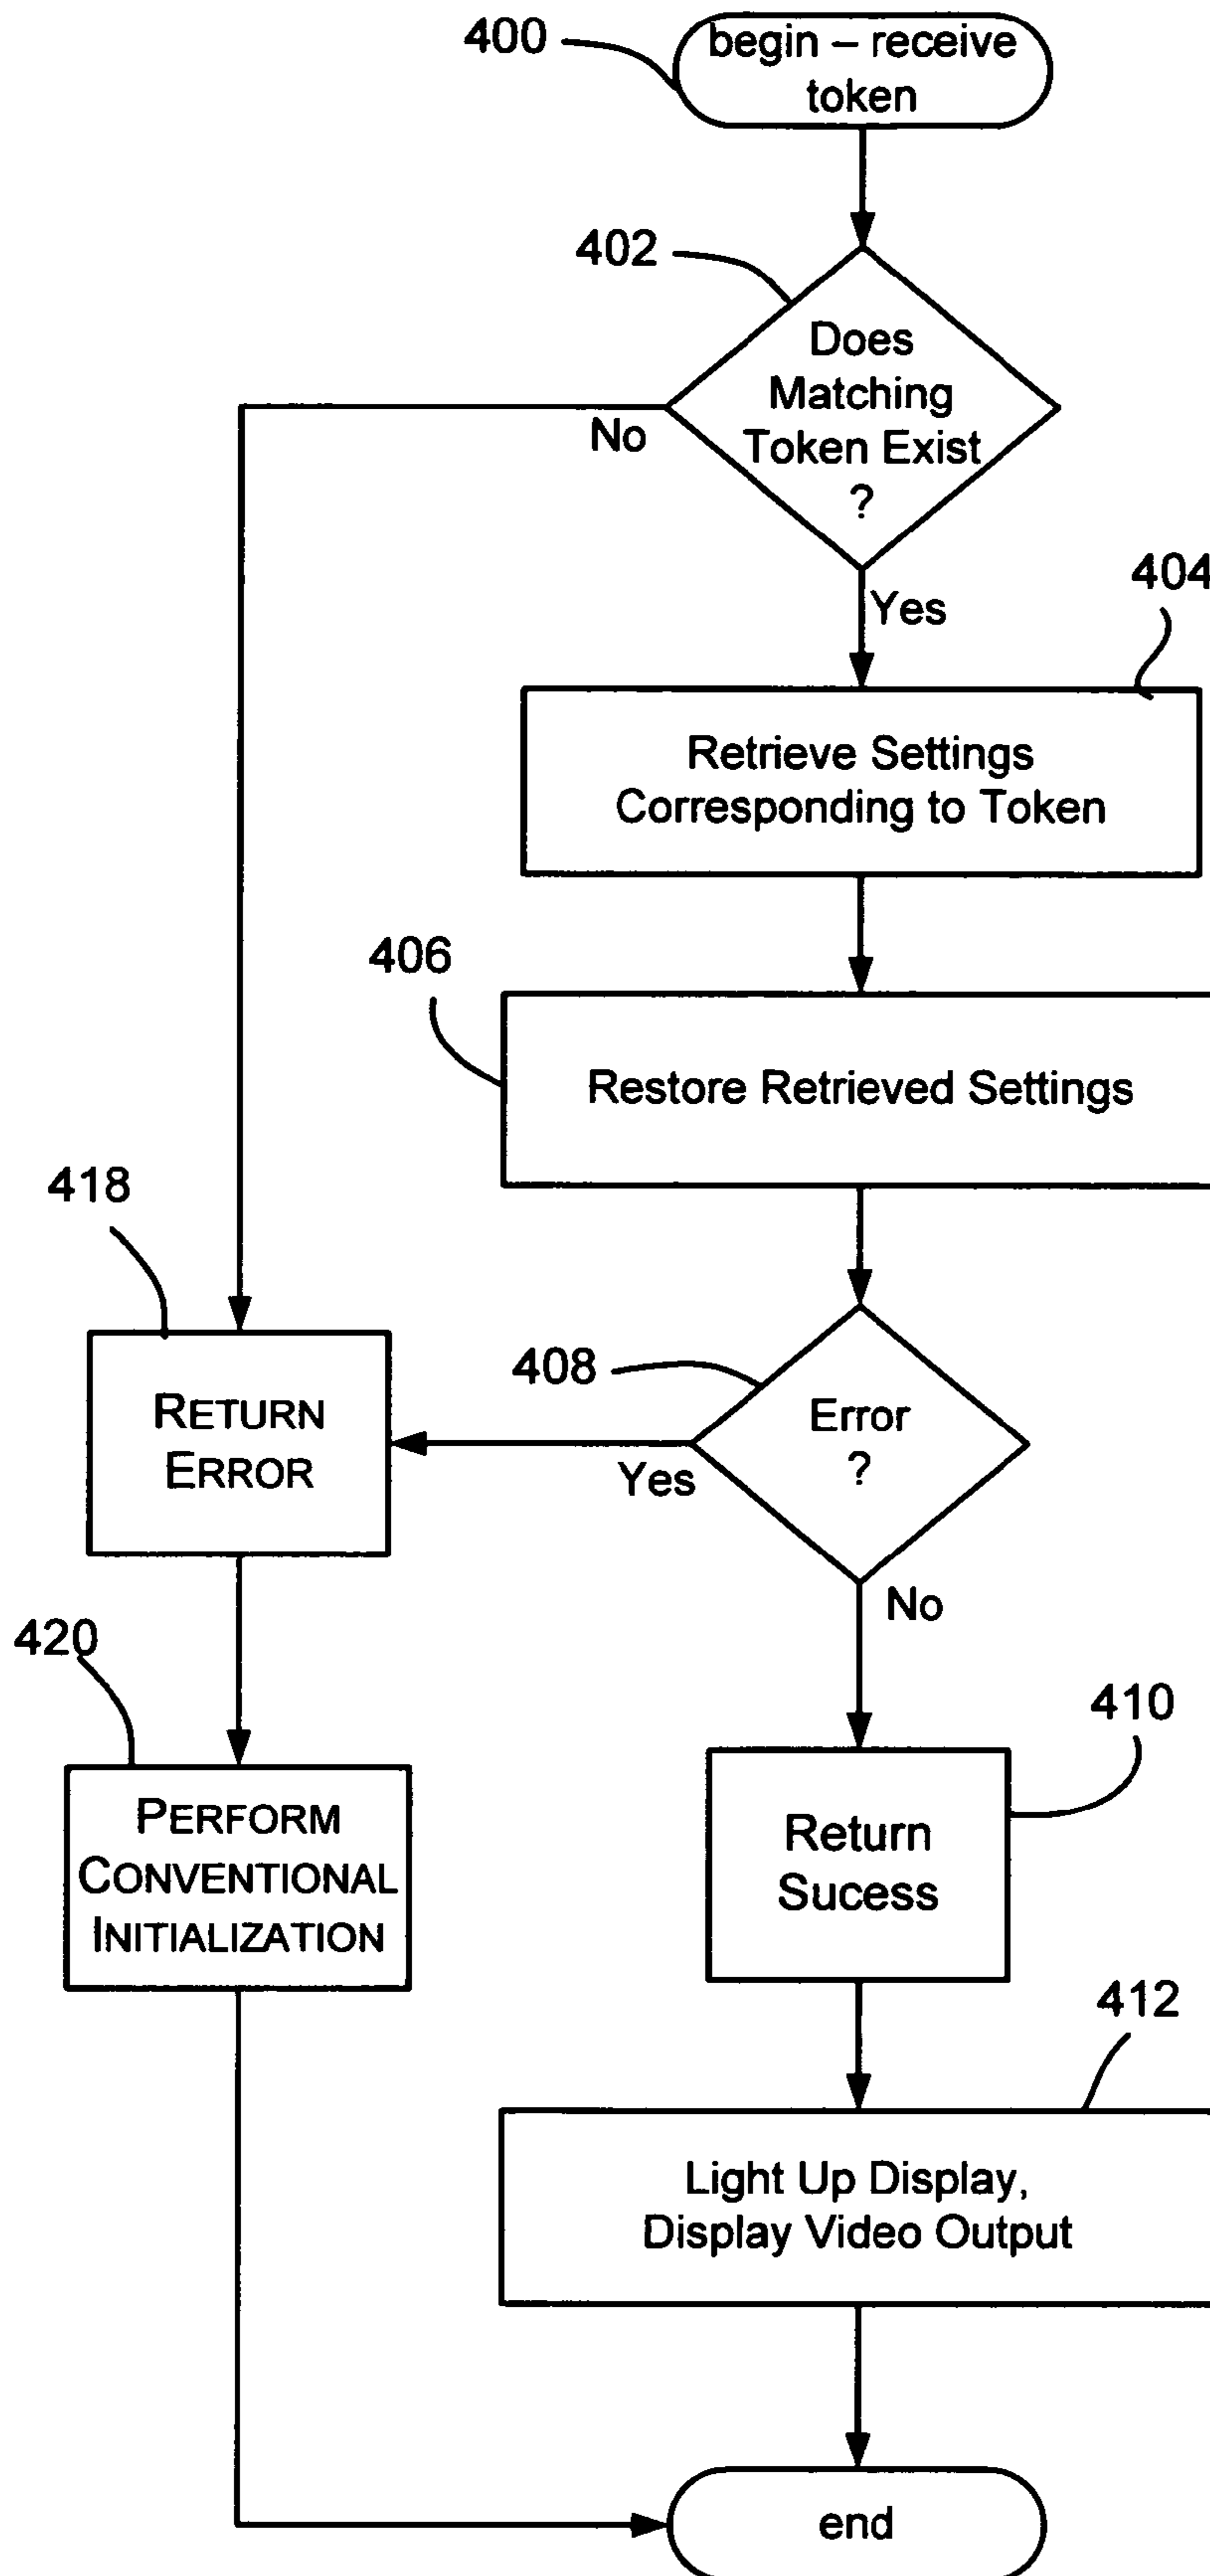 400
begin – receive
token
402
Does
Matching
Token Exist
?
No
Yes
404
Retrieve Settings
Corresponding to Token
406
Restore Retrieved Settings
418
RETURN
ERROR
408
Error
?
Yes
No
420
PERFORM
CONVENTIONAL
INITIALIZATION
410
Return
Sucess
412
Light Up Display,
Display Video Output
end